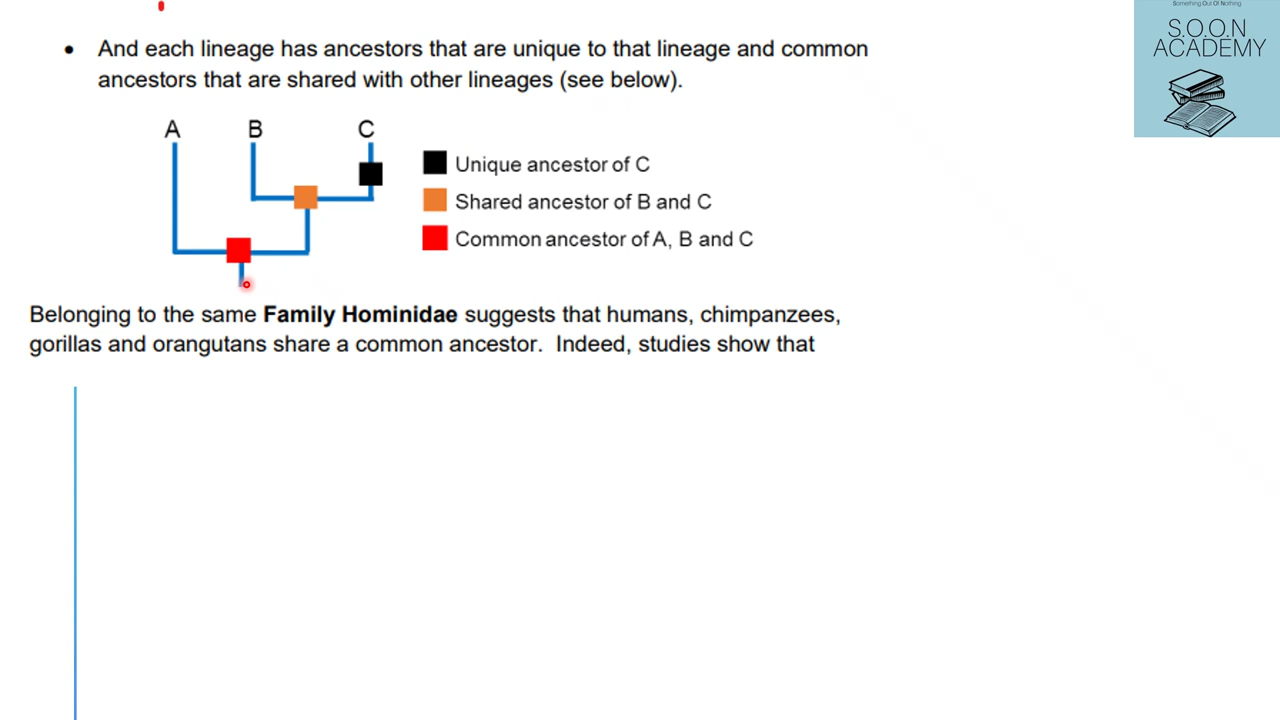 Something Out Of Nothing
S.O.O.N
ACADEMY
• And each lineage has ancestors that are unique to that lineage and common
ancestors that are shared with other lineages (see below).
A B C
Unique ancestor of C
Shared ancestor of B and C
Common ancestor of A, B and C
Belonging to the same Family Hominidae suggests that humans, chimpanzees,
gorillas and orangutans share a common ancestor. Indeed, studies show that